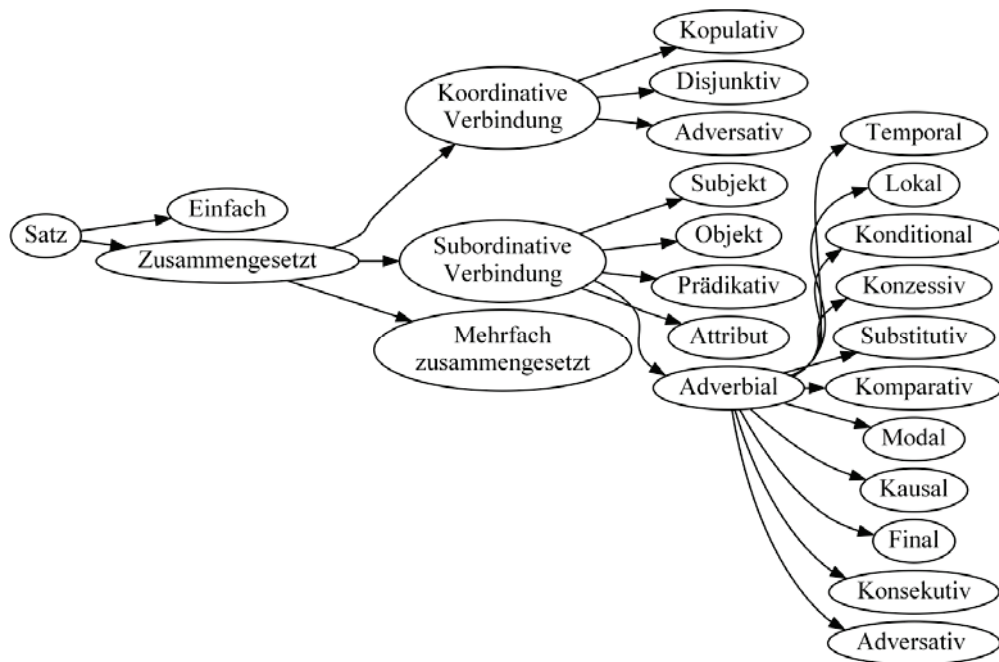 Satz
Einfach
Zusammengesetzt
Koordinative
Verbindung
Subordinative
Verbindung
Mehrfach
zusammengesetzt
Kopulativ
Disjunktiv
Adversativ
Subjekt
Objekt
Prädikativ
Attribut
Adverbial
Temporal
Lokal
Konditional
Konzessiv
Substitutiv
Komparativ
Modal
Kausal
Final
Konsekutiv
Adversativ